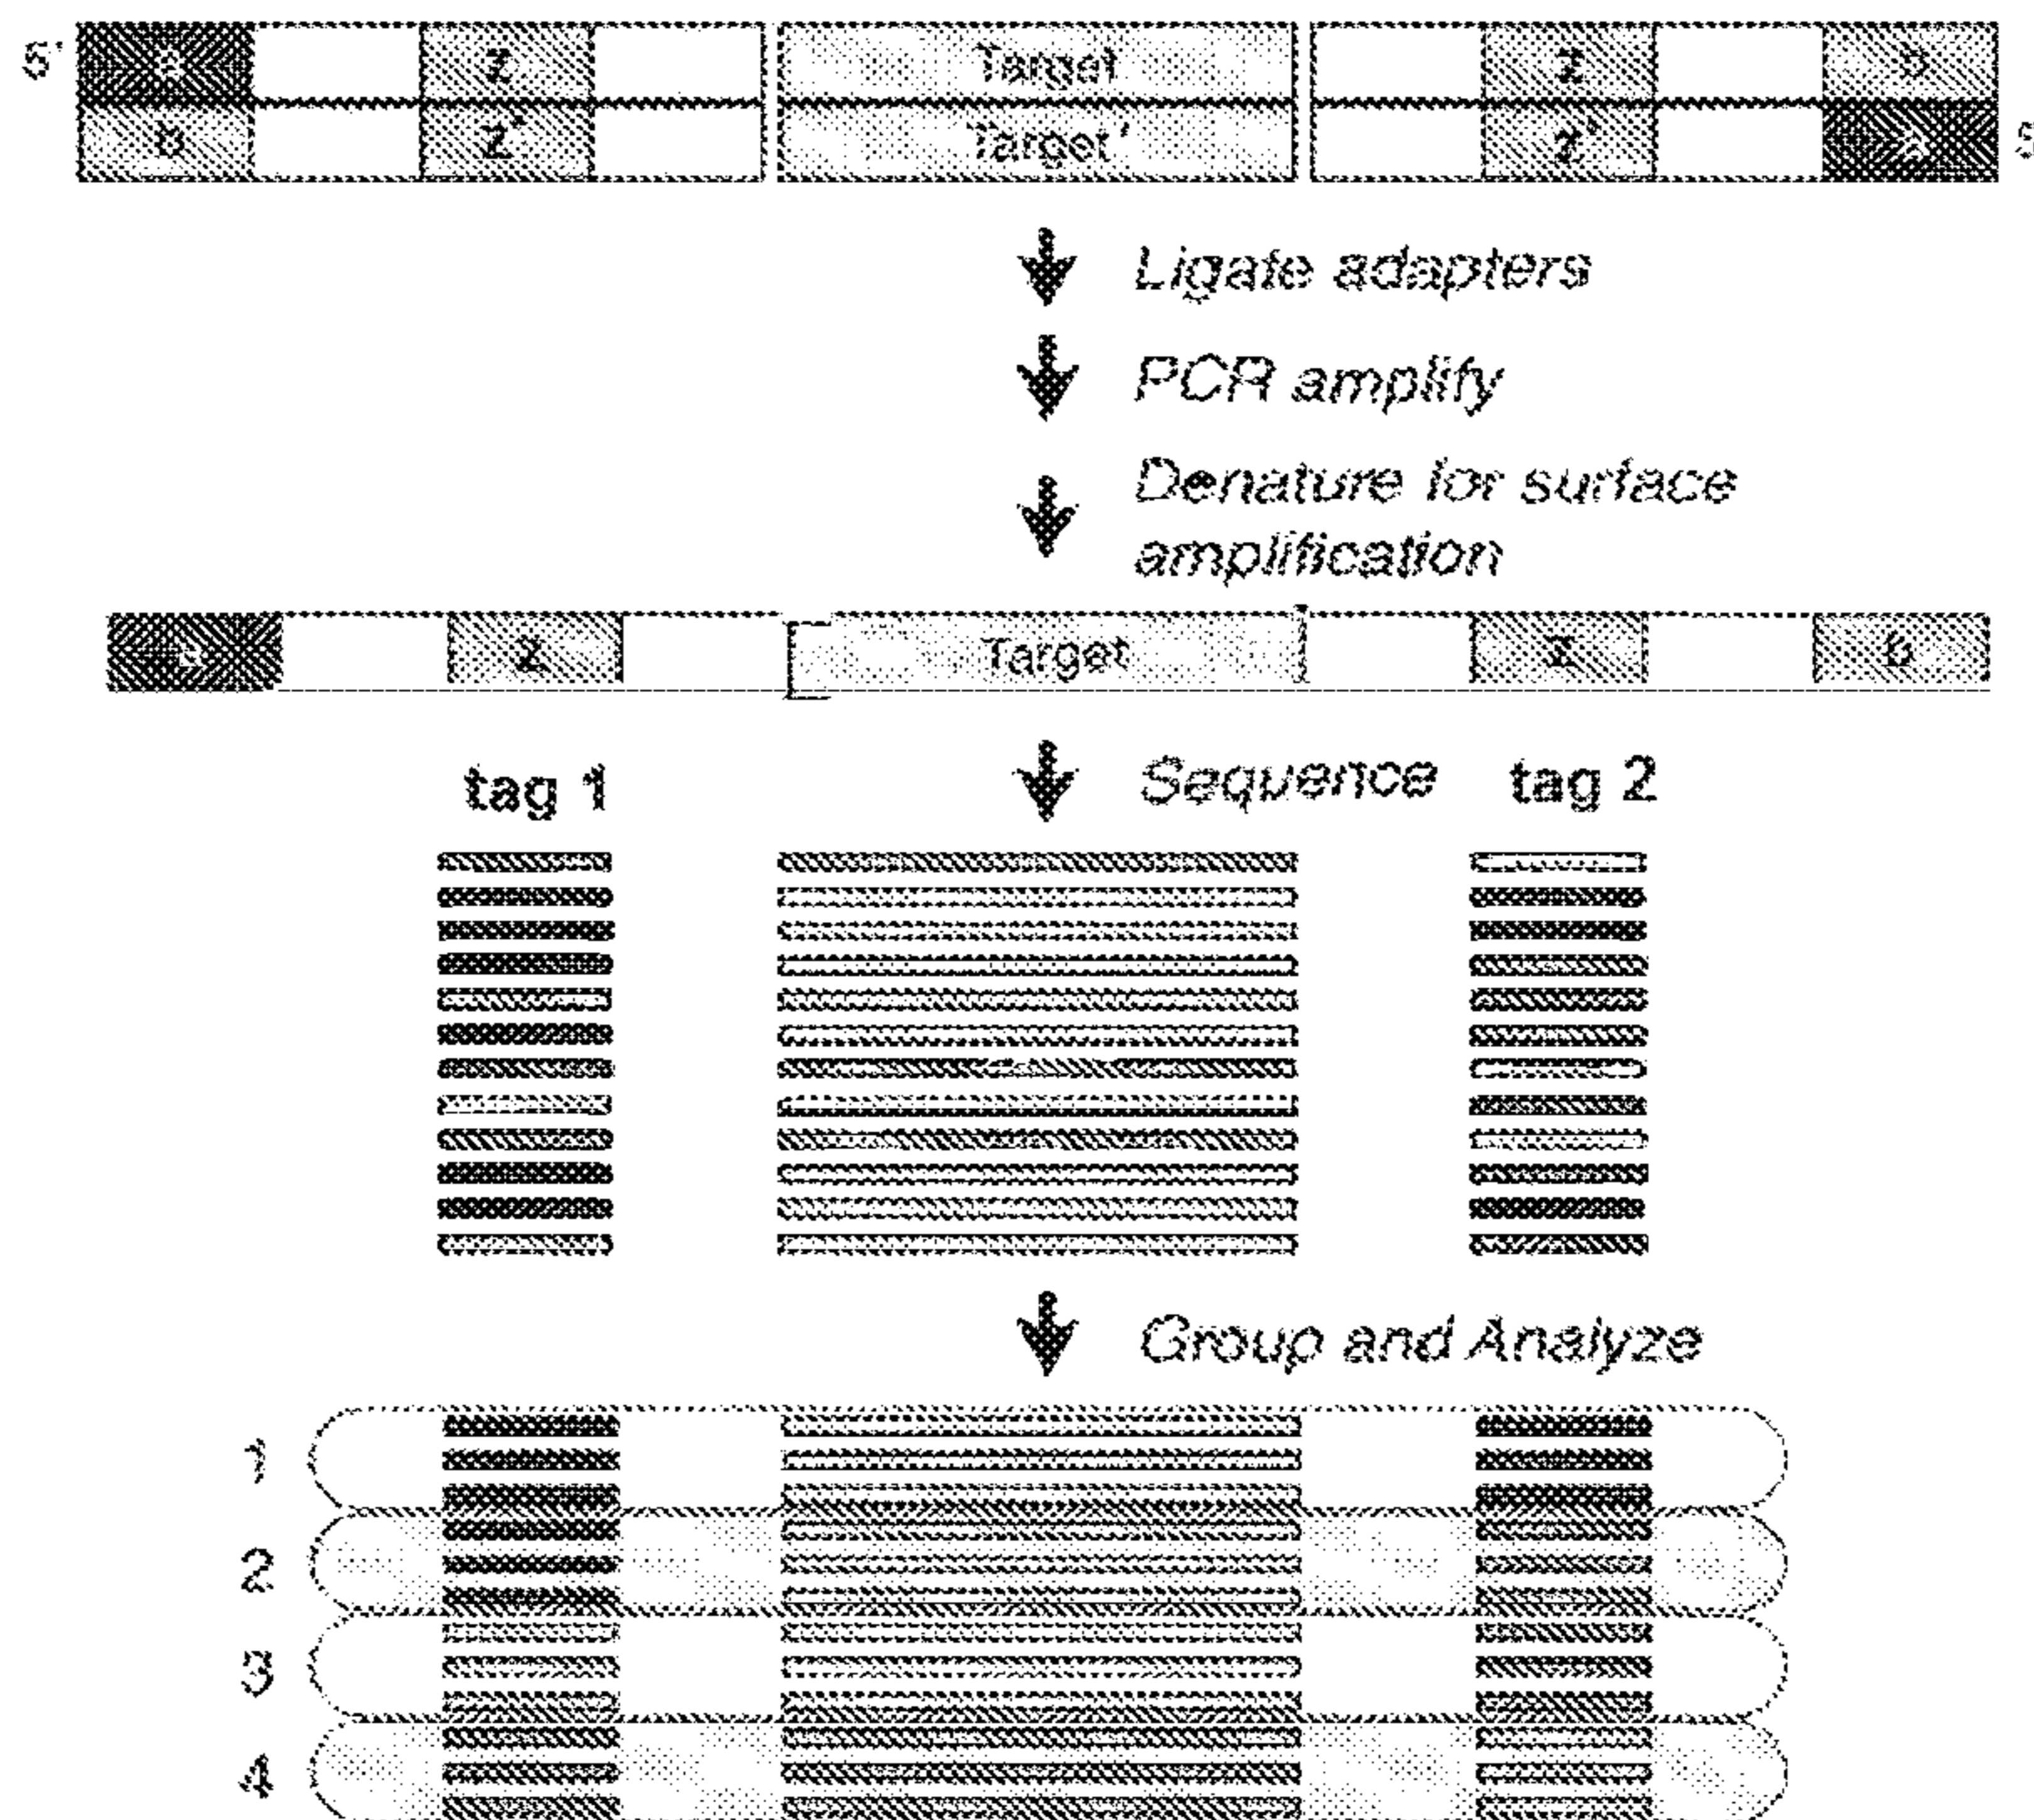 5' a z Target z b
b z' Target' z' a 5
Ligate adapters
PCR amplify
Denature for surface
amplification
a z Target z b
tag 1 Sequence tag 2
Group and Analyze
1
2
3
4